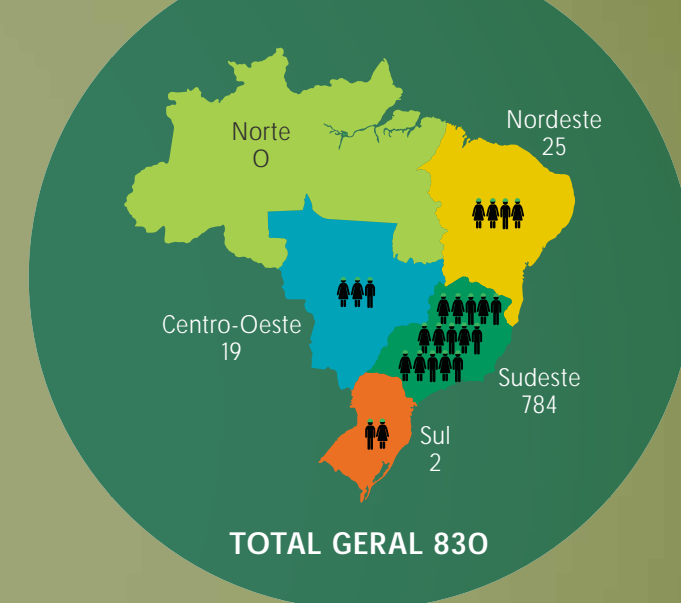 Norte
0
Nordeste
25
Centro-Oeste
19
Sudeste
784
Sul
2
TOTAL GERAL 830